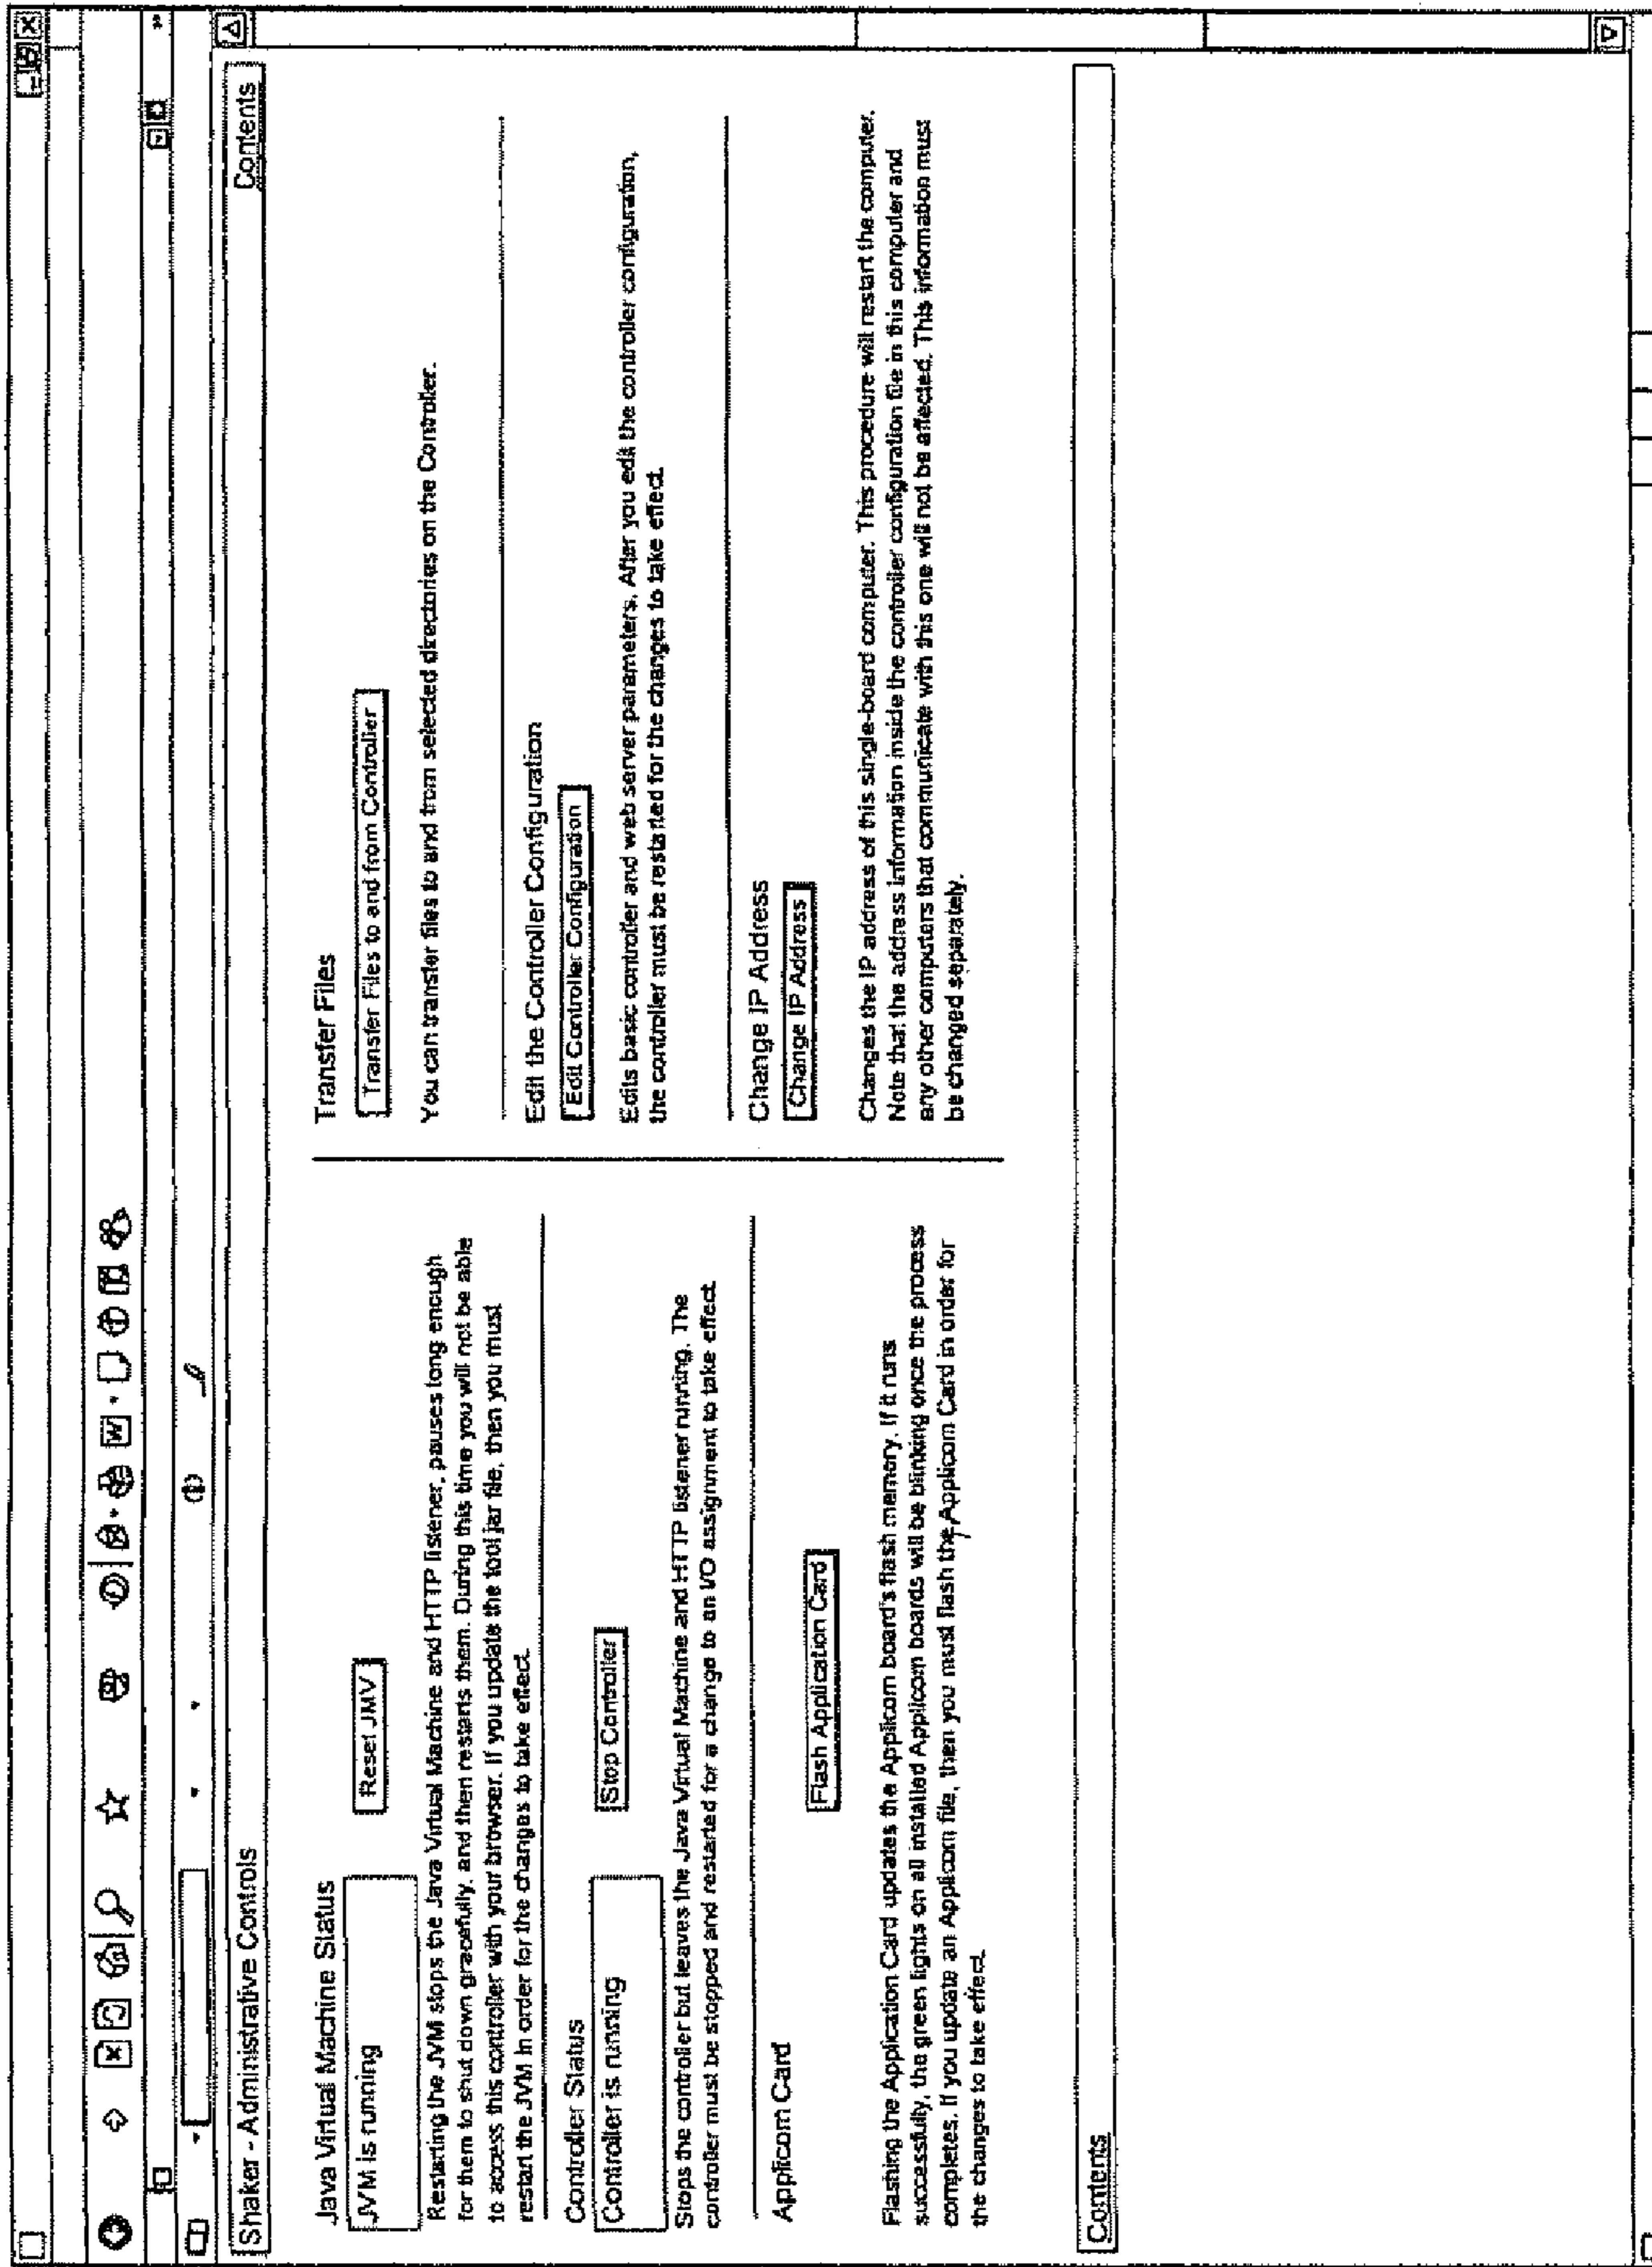 Shaker - Administrative Controls
Contents
Java Virtual Machine Status
JVM is running
Reset JMV
Restarting the JVM stops the Java Virtual Machine and HTTP listener, pauses long enough
for them to shut down gracefully, and then restarts them. During this time you will not be able
to access this controller with your browser. If you update the tool jar file, then you must
restart the JVM in order for the changes to take effect.
Controller Status
Controller is running
Stop Controller
Stops the controller but leaves the Java Virtual Machine and HTTP listener running. The
controller must be stopped and restarted for a change to an I/O assignment to take effect.
Applicom Card
Flash Application Card
Flashing the Application Card updates the Applicom board's flash memory. If it runs
successfully, the green lights on all installed Applicom boards will be blinking once the process
completes. If you update an Applicom file, then you must flash the Applicom Card in order for
the changes to take effect.
Transfer Files
Transfer Files to and from Controller
You can transfer files to and from selected directories on the Controller.
Edit the Controller Configuration
Edit Controller Configuration
Edits basic controller and web server parameters. After you edit the controller configuration,
the controller must be restarted for the changes to take effect.
Change IP Address
Change IP Address
Changes the IP address of this single-board computer. This procedure will restart the computer.
Note that the address information inside the controller configuration file in this computer and
any other computers that communicate with this one will not be affected. This information must
be changed separately.
Contents